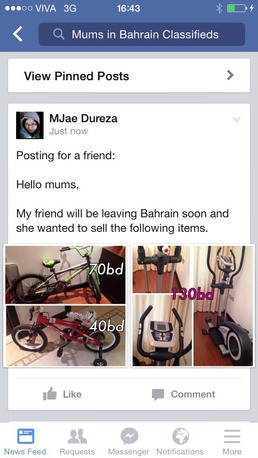 VIVA 3G 16:43
Mums in Bahrain Classifieds
View Pinned Posts
MJae Dureza
Just now
Posting for a friend:
Hello mums,
My friend will be leaving Bahrain soon and
she wanted to sell the following items.
70bd
130bd
40bd
Like Comment
News Feed Requests Messenger Notifications More